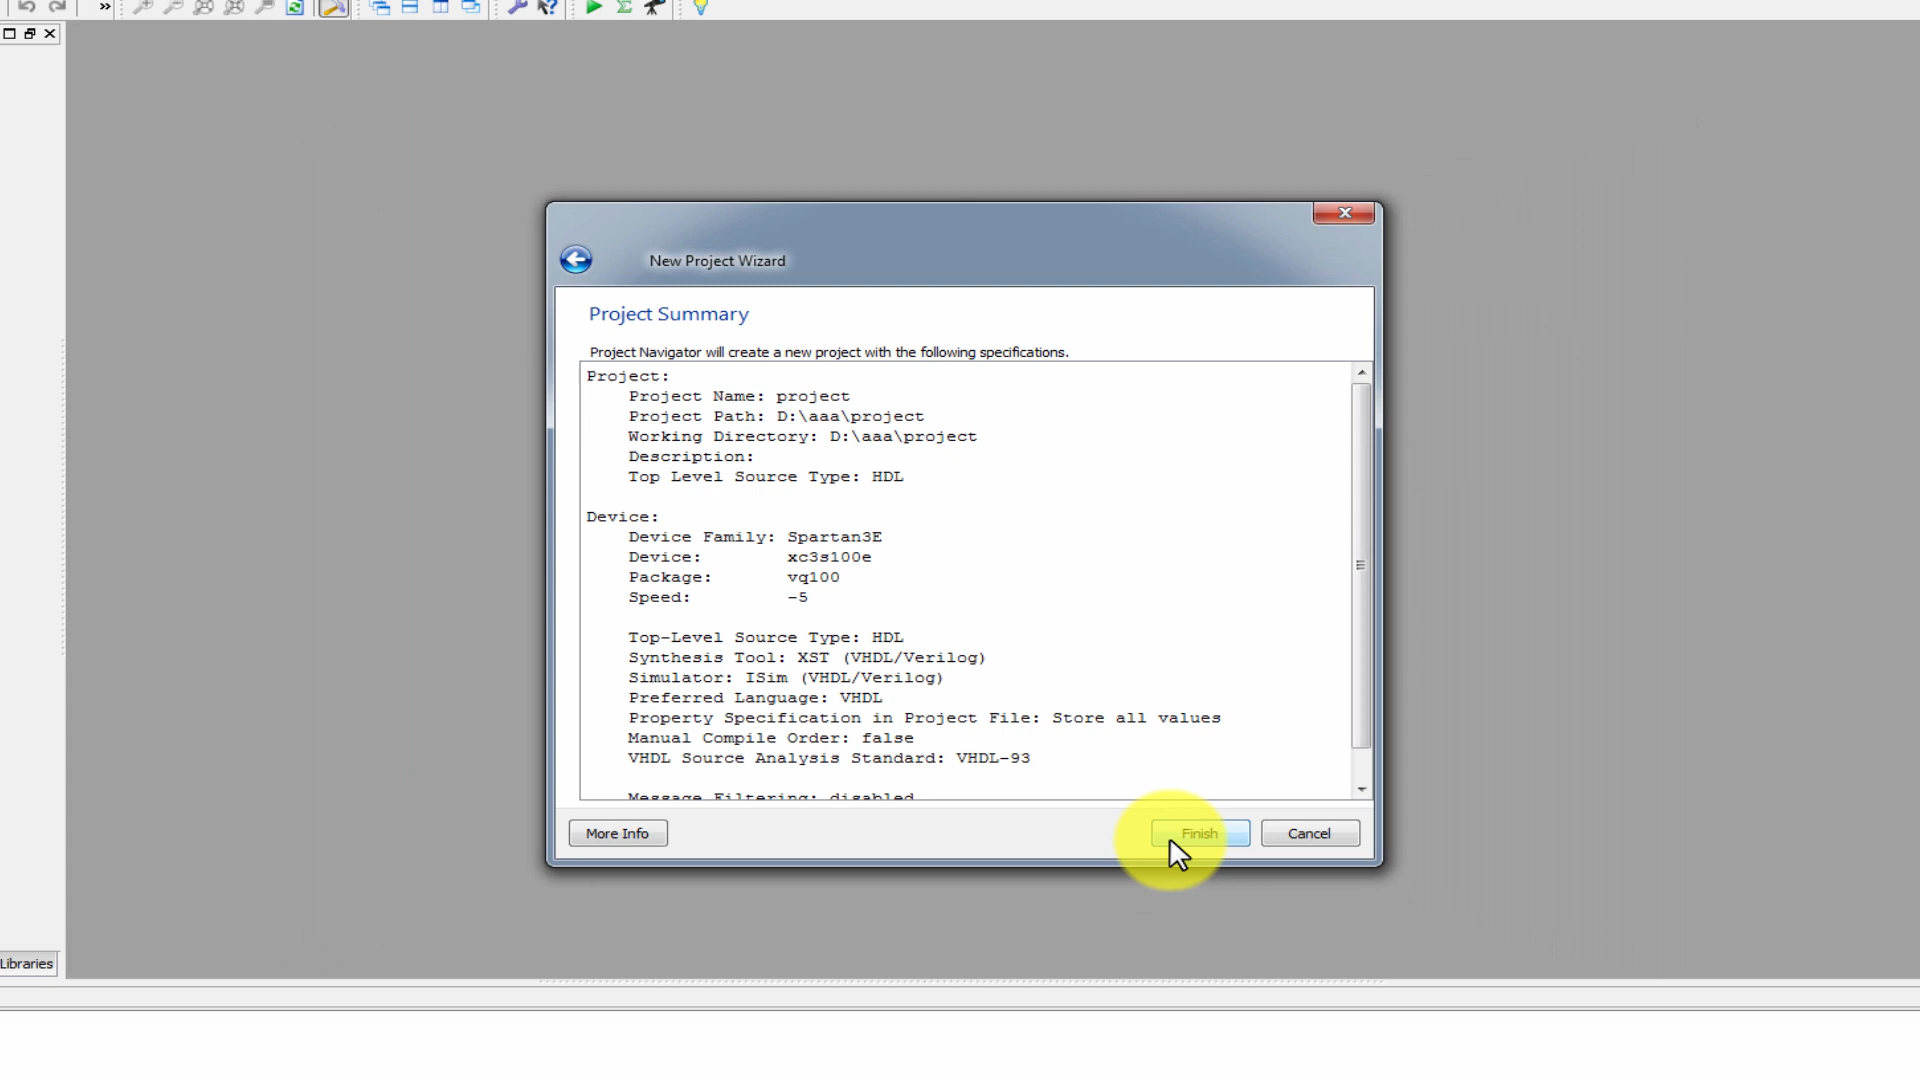 New Project Wizard
Project Summary
Project Navigator will create a new project with the following specifications.
Project:
Project Name: project
Project Path: D:\aaa\project
Working Directory: D:\aaa\project
Description:
Top Level Source Type: HDL
Device:
Device Family: Spartan3E
Device: xc3s100e
Package: vq100
Speed: -5
Top-Level Source Type: HDL
Synthesis Tool: XST (VHDL/Verilog)
Simulator: ISim (VHDL/Verilog)
Preferred Language: VHDL
Property Specification in Project File: Store all values
Manual Compile Order: false
VHDL Source Analysis Standard: VHDL-93
Message Filtering: disabled
More Info
Finish
Cancel
Libraries